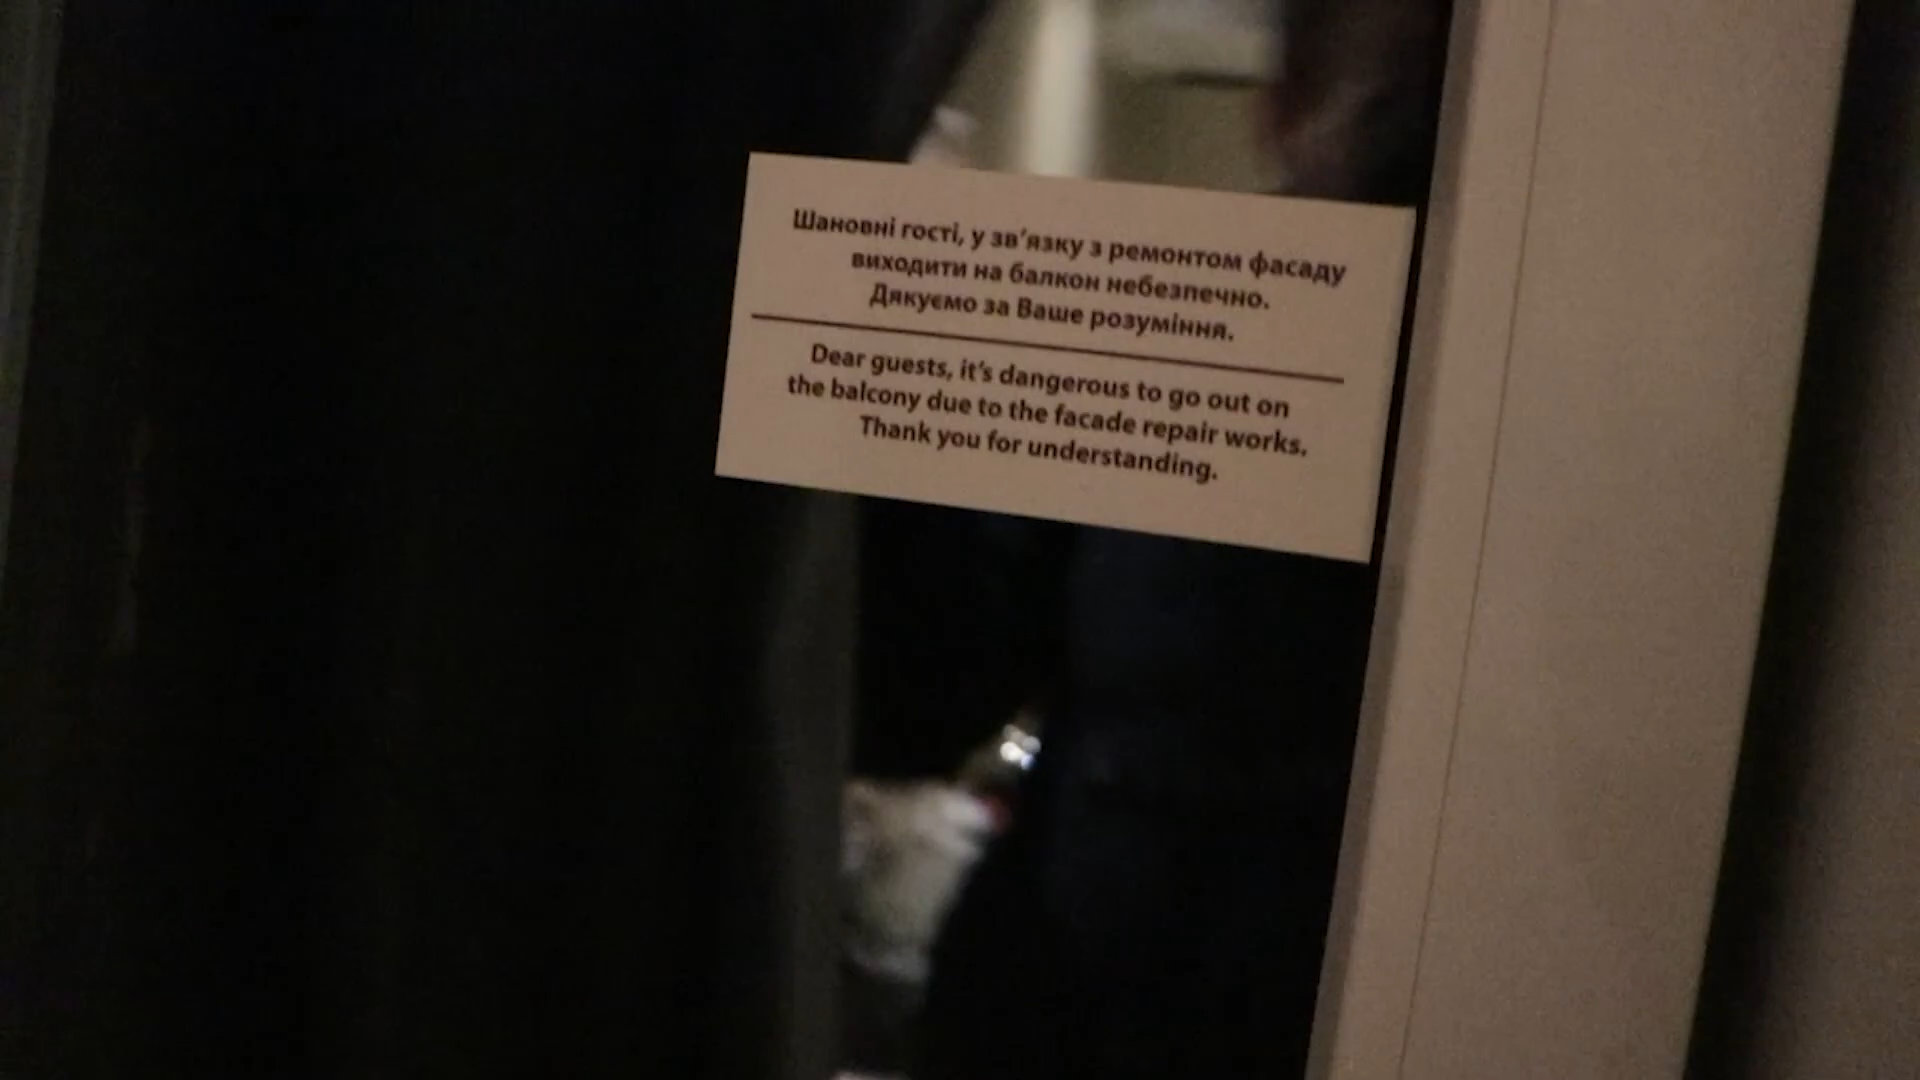 Шановні гості, у зв’язку з ремонтом фасаду
виходити на балкон небезпечно.
Дякуємо за Ваше розуміння.
Dear guests, it’s dangerous to go out on
the balcony due to the facade repair works.
Thank you for understanding.